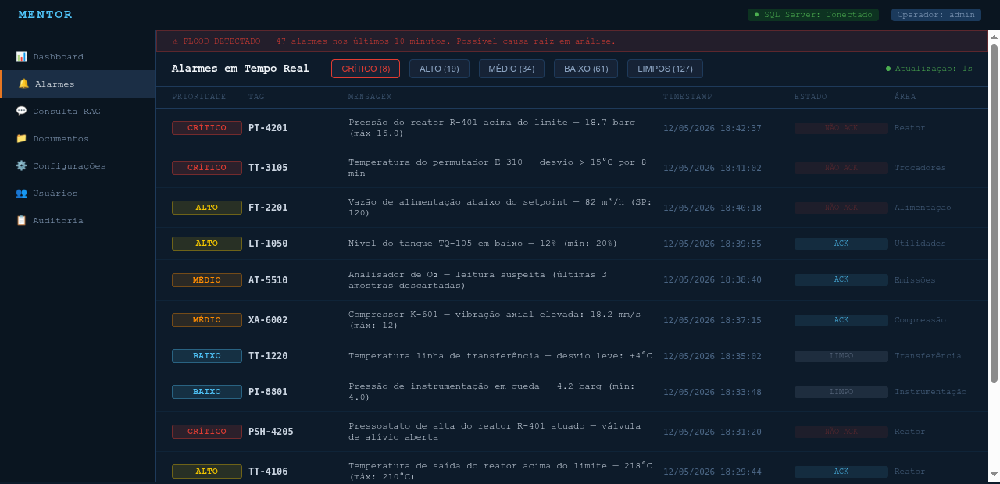 MENTOR
● SQL Server: Conectado
Operador: admin
⚠ FLOOD DETECTADO — 47 alarmes nos últimos 10 minutos. Possível causa raiz em análise.
📊 Dashboard
🔔 Alarmes
💬 Consulta RAG
📁 Documentos
⚙️ Configurações
👥 Usuários
📋 Auditoria
Alarmes em Tempo Real
CRÍTICO (8)
ALTO (19)
MÉDIO (34)
BAIXO (61)
LIMPOS (127)
● Atualização: 1s
PRIORIDADE TAG MENSAGEM TIMESTAMP ESTADO ÁREA
CRÍTICO PT-4201 Pressão do reator R-401 acima do limite — 18.7 barg 12/05/2026 18:42:37 NÃO ACK Reator
(máx 16.0)
CRÍTICO TT-3105 Temperatura do permutador E-310 — desvio > 15°C por 8 12/05/2026 18:41:02 NÃO ACK Trocadores
min
ALTO FT-2201 Vazão de alimentação abaixo do setpoint — 82 m³/h (SP: 12/05/2026 18:40:18 NÃO ACK Alimentação
120)
ALTO LT-1050 Nível do tanque TQ-105 em baixo — 12% (mín: 20%) 12/05/2026 18:39:55 ACK Utilidades
MÉDIO AT-5510 Analisador de O₂ — leitura suspeita (últimas 3 12/05/2026 18:38:40 ACK Emissões
amostras descartadas)
MÉDIO XA-6002 Compressor K-601 — vibração axial elevada: 18.2 mm/s 12/05/2026 18:37:15 ACK Compressão
(máx: 12)
BAIXO TT-1220 Temperatura linha de transferência — desvio leve: +4°C 12/05/2026 18:35:02 LIMPO Transferência
BAIXO PI-8801 Pressão de instrumentação em queda — 4.2 barg (mín: 12/05/2026 18:33:48 LIMPO Instrumentação
4.0)
CRÍTICO PSH-4205 Pressostato de alta do reator R-401 atuado — válvula 12/05/2026 18:31:20 NÃO ACK Reator
de alívio aberta
ALTO TT-4106 Temperatura de saída do reator acima do limite — 218°C 12/05/2026 18:29:44 ACK Reator
(máx: 210°C)